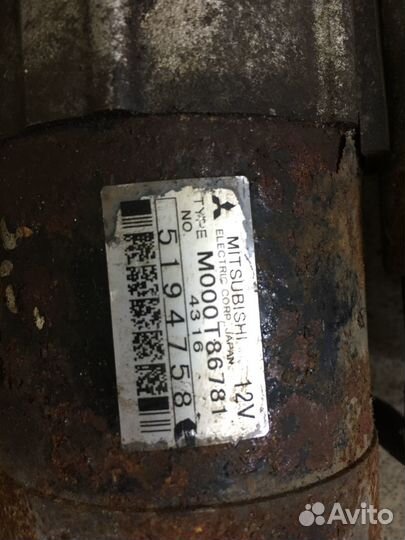 MITSUBISHI 12V
ELECTRIC CORP. JAPAN
TYPE M000T86781
NO. 4316
5194758
Avito